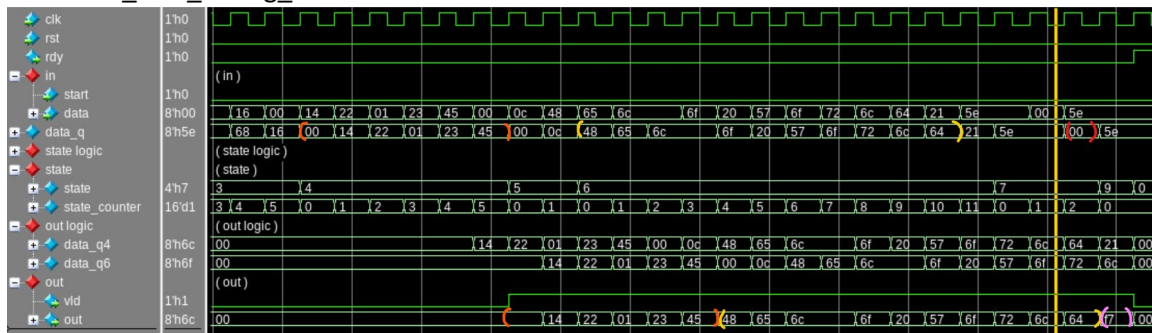 clk 1'h0
rst 1'h0
rdy 1'h0
in ( in )
start 1'h0
data 8'h00 16 00 14 22 01 23 45 00 0c 48 65 6c 6f 20 57 6f 72 6c 64 21 5e 00 5e
data_q 8'h5e 68 16 00 14 22 01 23 45 00 0c 48 65 6c 6f 20 57 6f 72 6c 64 21 5e 00 5e
state logic ( state logic )
state ( state )
state 4'h7 3 4 5 6 7 9 0
state_counter 16'd1 3 4 5 0 1 2 3 4 5 0 1 0 1 2 3 4 5 6 7 8 9 10 11 0 1 2 0
out logic ( out logic )
data_q4 8'h6c 00 14 22 01 23 45 00 0c 48 65 6c 6f 20 57 6f 72 6c 64 21 00
data_q6 8'h6f 00 14 22 01 23 45 00 0c 48 65 6c 6f 20 57 6f 72 6c 00
out ( out )
vld 1'h1
out 8'h6c 00 14 22 01 23 45 48 65 6c 6f 20 57 6f 72 6c 64 f7 00